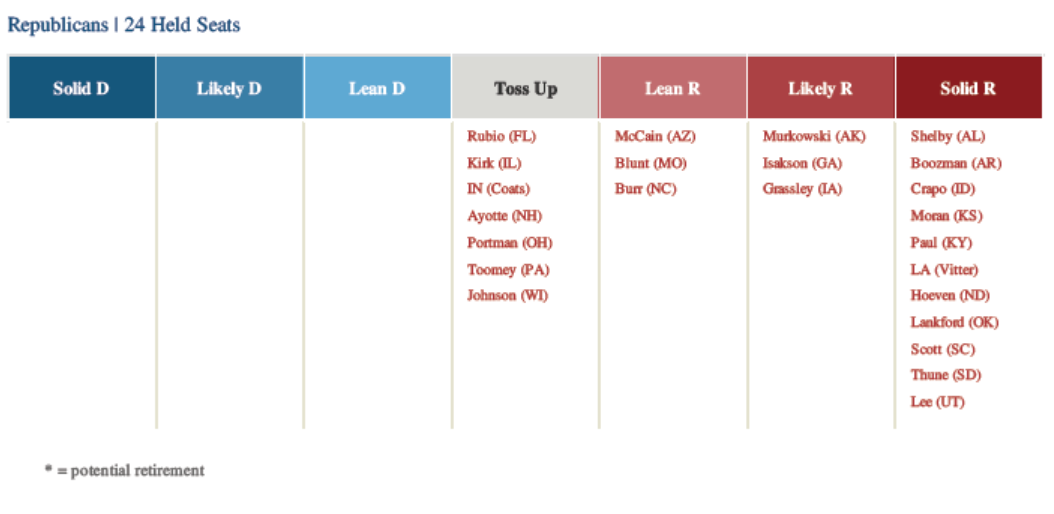 Republicans | 24 Held Seats
Solid D
Likely D
Lean D
Toss Up
Lean R
Likely R
Solid R
Rubio (FL)
Kirk (IL)
IN (Coats)
Ayotte (NH)
Portman (OH)
Toomey (PA)
Johnson (WI)
McCain (AZ)
Blunt (MO)
Burr (NC)
Murkowski (AK)
Isakson (GA)
Grassley (IA)
Shelby (AL)
Boozman (AR)
Crapo (ID)
Moran (KS)
Paul (KY)
LA (Vitter)
Hoeven (ND)
Lankford (OK)
Scott (SC)
Thune (SD)
Lee (UT)
* = potential retirement